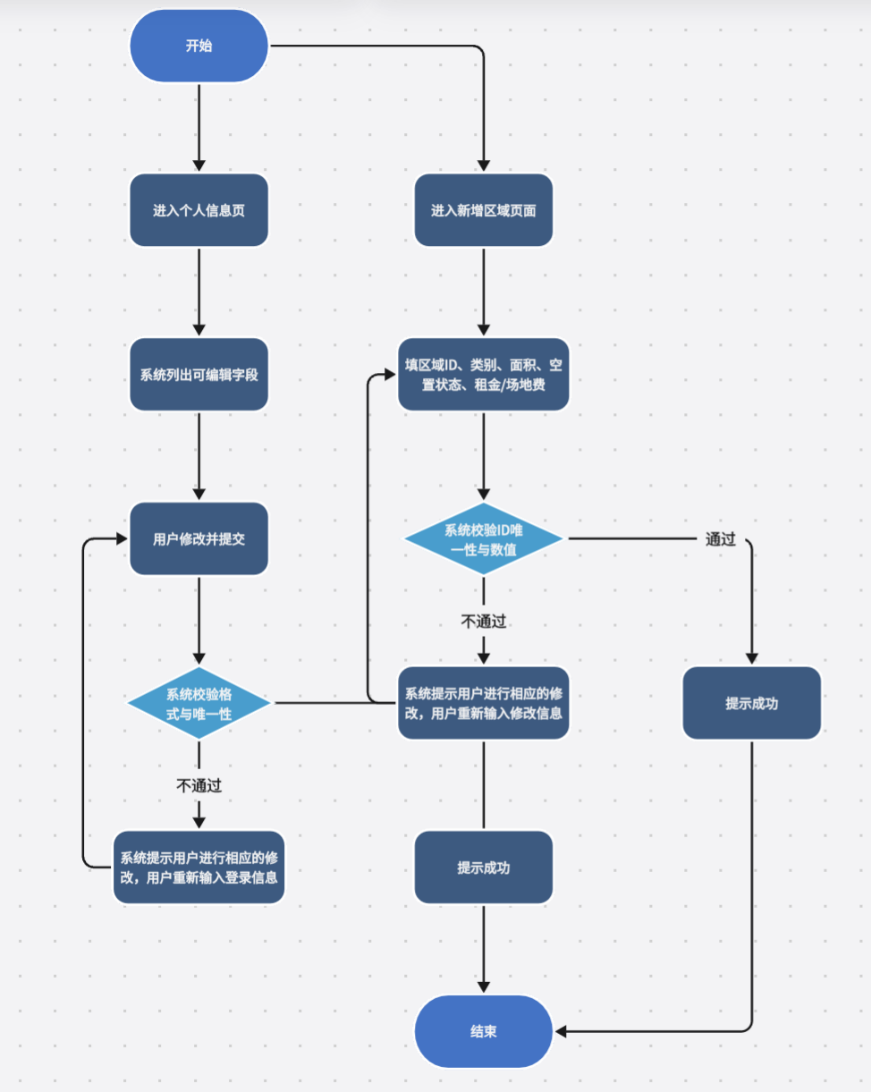 开始
进入个人信息页
进入新增区域页面
系统列出可编辑字段
填区域ID、类别、面积、空
置状态、租金/场地费
用户修改并提交
系统校验ID唯
一性与数值
通过
不通过
系统校验格
式与唯一性
系统提示用户进行相应的修
改，用户重新输入修改信息
提示成功
不通过
系统提示用户进行相应的修
改，用户重新输入登录信息
提示成功
结束